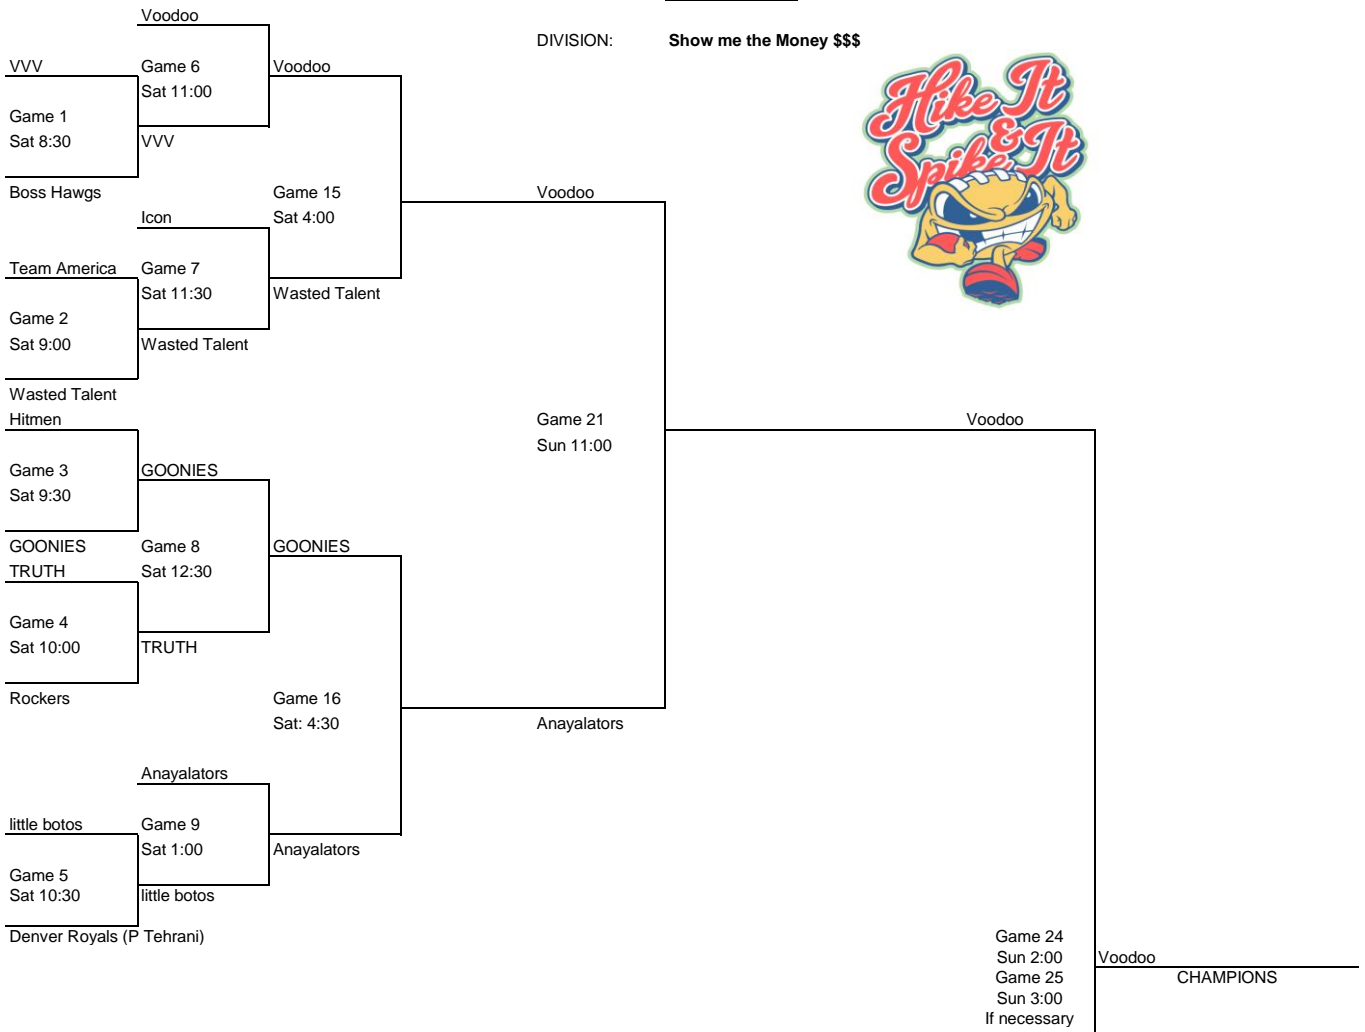 Voodoo
DIVISION: Show me the Money $$$
VVV Game 6 Voodoo
Sat 11:00
Hike It
& 
Spike It
Game 1
Sat 8:30 VVV
Boss Hawgs Game 15 Voodoo
Icon Sat 4:00
Team America Game 7
Sat 11:30 Wasted Talent
Game 2
Sat 9:00 Wasted Talent
Wasted Talent
Hitmen Game 21 Voodoo
Sun 11:00
Game 3 GOONIES
Sat 9:30
GOONIES Game 8 GOONIES
TRUTH Sat 12:30
Game 4
Sat 10:00 TRUTH
Rockers Game 16
Sat: 4:30 Anayalators
Anayalators
little botos Game 9
Sat 1:00 Anayalators
Game 5
Sat 10:30 little botos
Denver Royals (P Tehrani) Game 24
Sun 2:00 Voodoo
Game 25 CHAMPIONS
Sun 3:00
If necessary